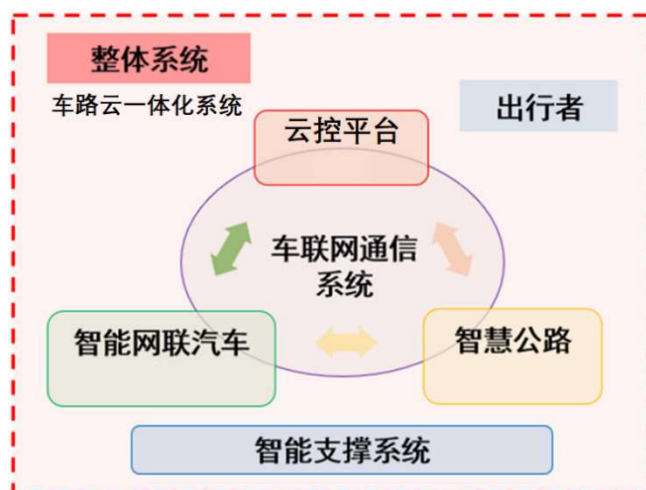 整体系统
车路云一体化系统
出行者
云控平台
车联网通信
系统
智能网联汽车
智慧公路
智能支撑系统